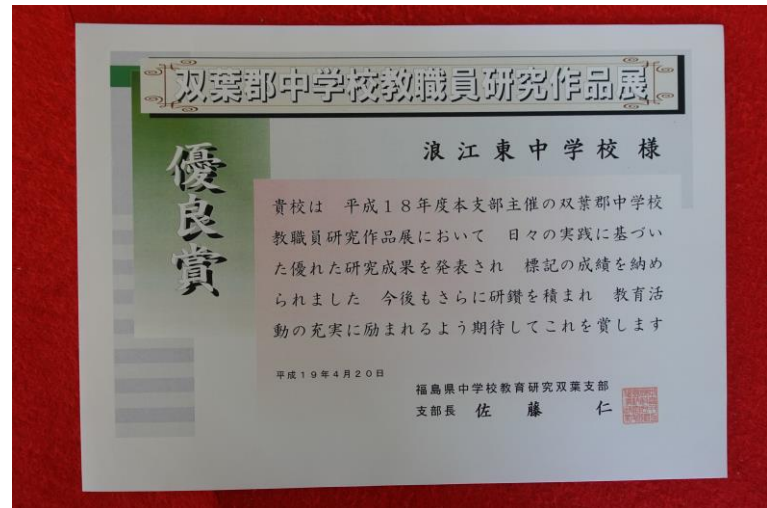 双葉郡中学校教職員研究作品展
優良賞
浪江東中学校 様
貴校は 平成18年度本支部主催の双葉郡中学校
教職員研究作品展において 日々の実践に基づい
た優れた研究成果を発表され 標記の成績を納め
られました 今後もさらに研鑽を積まれ 教育活
動の充実に励まれるよう期待してこれを賞します
平成19年4月20日
福島県中学校教育研究双葉支部
支部長 佐藤 仁